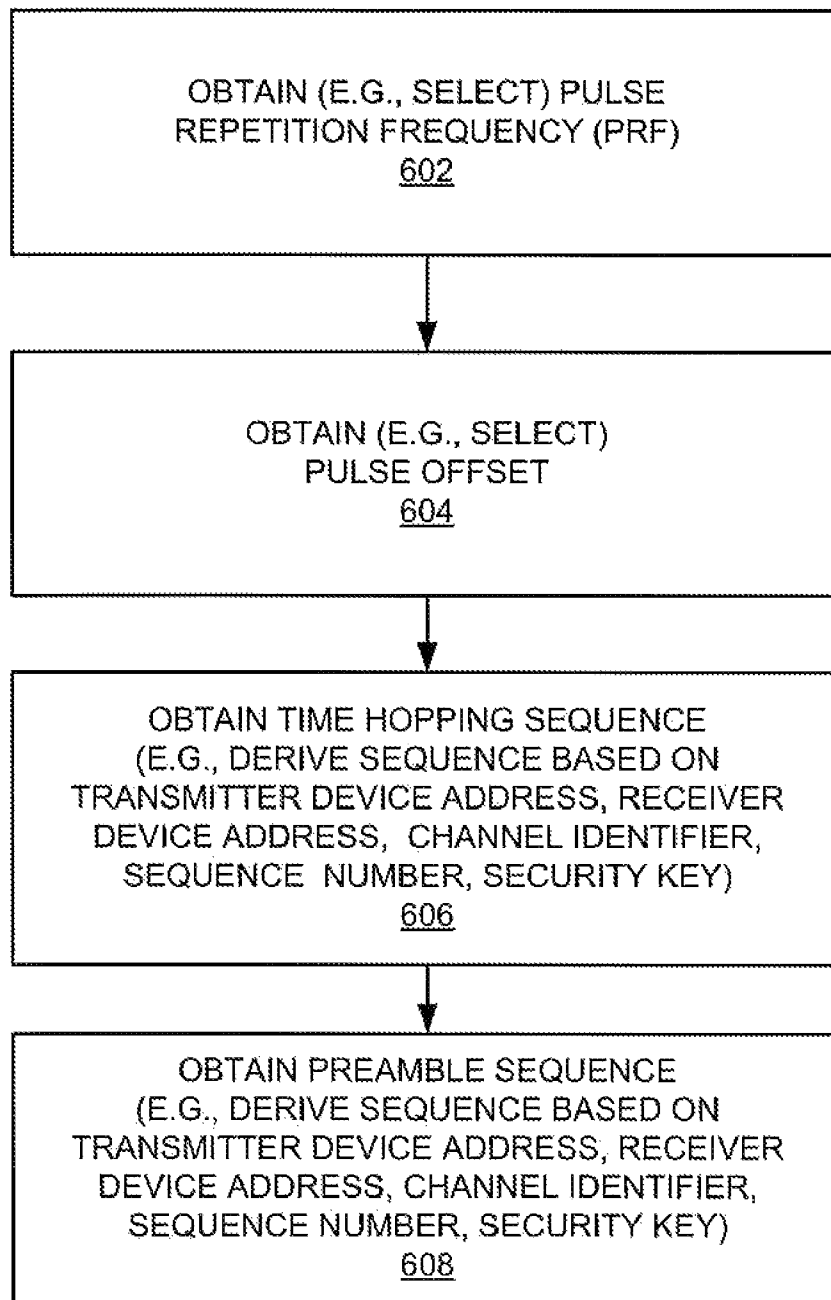 OBTAIN (E.G., SELECT) PULSE
REPETITION FREQUENCY (PRF)
602
OBTAIN (E.G., SELECT)
PULSE OFFSET
604
OBTAIN TIME HOPPING SEQUENCE
(E.G., DERIVE SEQUENCE BASED ON
TRANSMITTER DEVICE ADDRESS, RECEIVER
DEVICE ADDRESS, CHANNEL IDENTIFIER,
SEQUENCE NUMBER, SECURITY KEY)
606
OBTAIN PREAMBLE SEQUENCE
(E.G., DERIVE SEQUENCE BASED ON
TRANSMITTER DEVICE ADDRESS, RECEIVER
DEVICE ADDRESS, CHANNEL IDENTIFIER,
SEQUENCE NUMBER, SECURITY KEY)
608